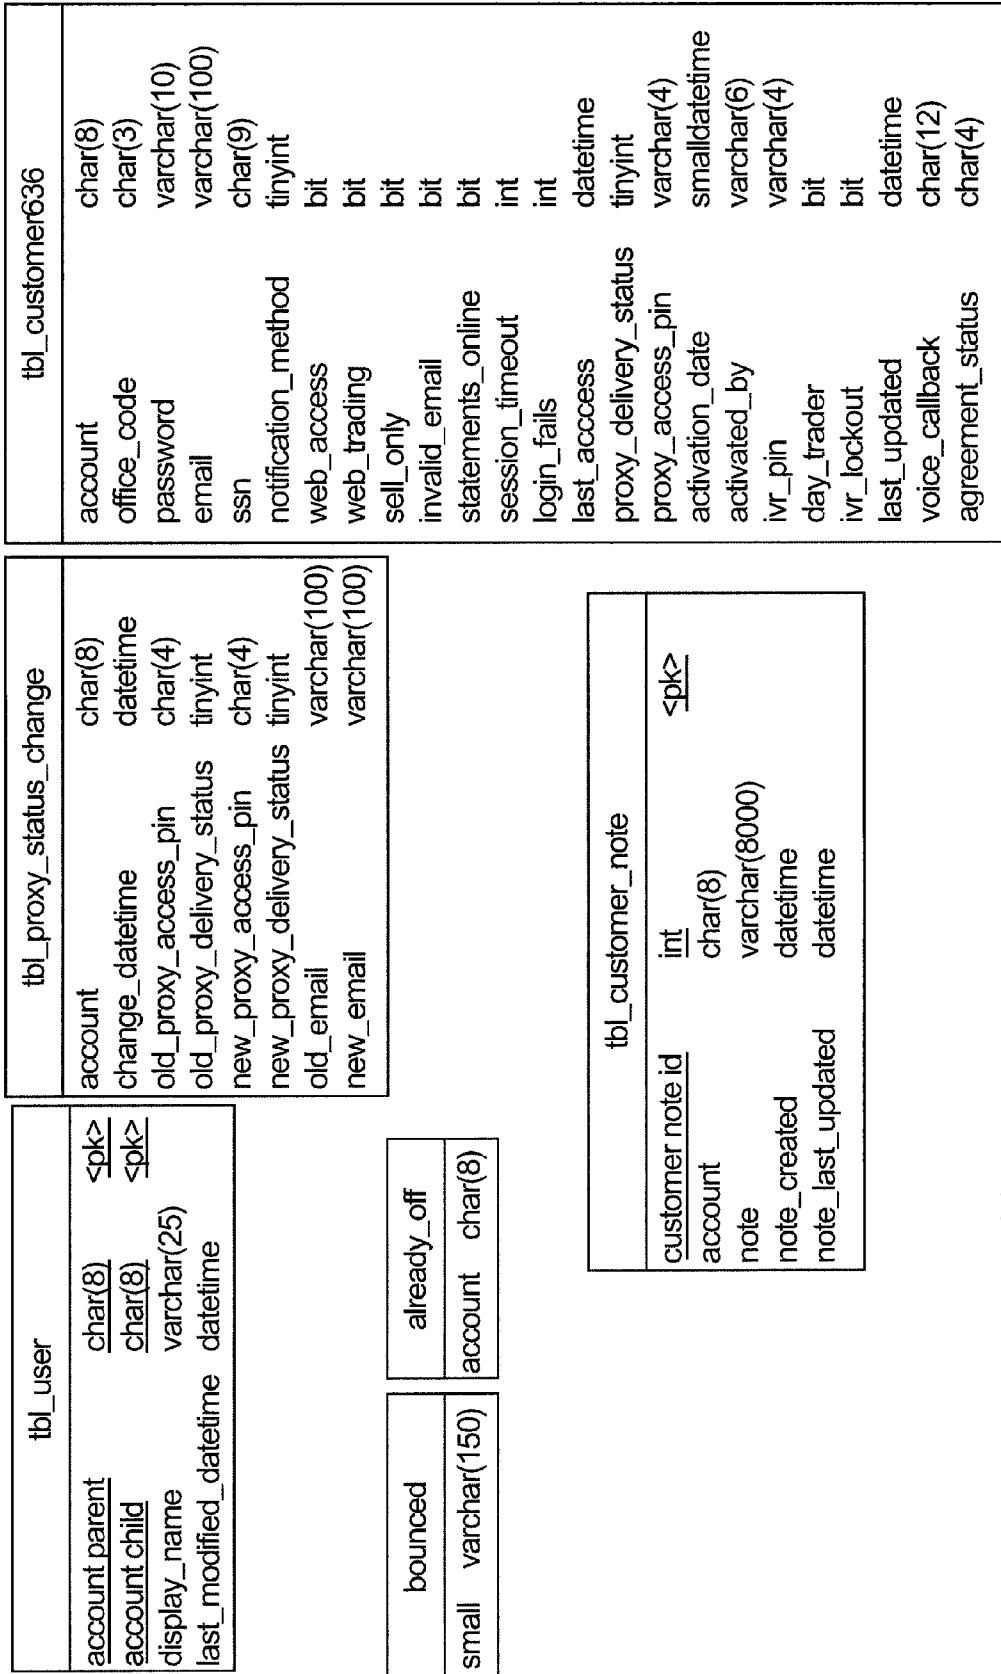 tbl_user
account parent char(8) <pk>
account child char(8) <pk>
display_name varchar(25)
last_modified_datetime datetime
tbl_proxy_status_change
account char(8)
change_datetime datetime
old_proxy_access_pin char(4)
old_proxy_delivery_status tinyint
new_proxy_access_pin char(4)
new_proxy_delivery_status tinyint
old_email varchar(100)
new_email varchar(100)
tbl_customer636
account char(8)
office_code char(3)
password varchar(10)
email varchar(100)
ssn char(9)
notification_method tinyint
web_access bit
web_trading bit
sell_only bit
invalid_email bit
statements_online bit
session_timeout int
login_fails int
last_access datetime
proxy_delivery_status tinyint
proxy_access_pin varchar(4)
activation_date smalldatetime
activated_by varchar(6)
ivr_pin varchar(4)
day_trader bit
ivr_lockout bit
last_updated datetime
voice_callback char(12)
agreement_status char(4)
bounced
small varchar(150)
already_off
account char(8)
tbl_customer_note
customer note id int <pk>
account char(8)
note varchar(8000)
note_created datetime
note_last_updated datetime